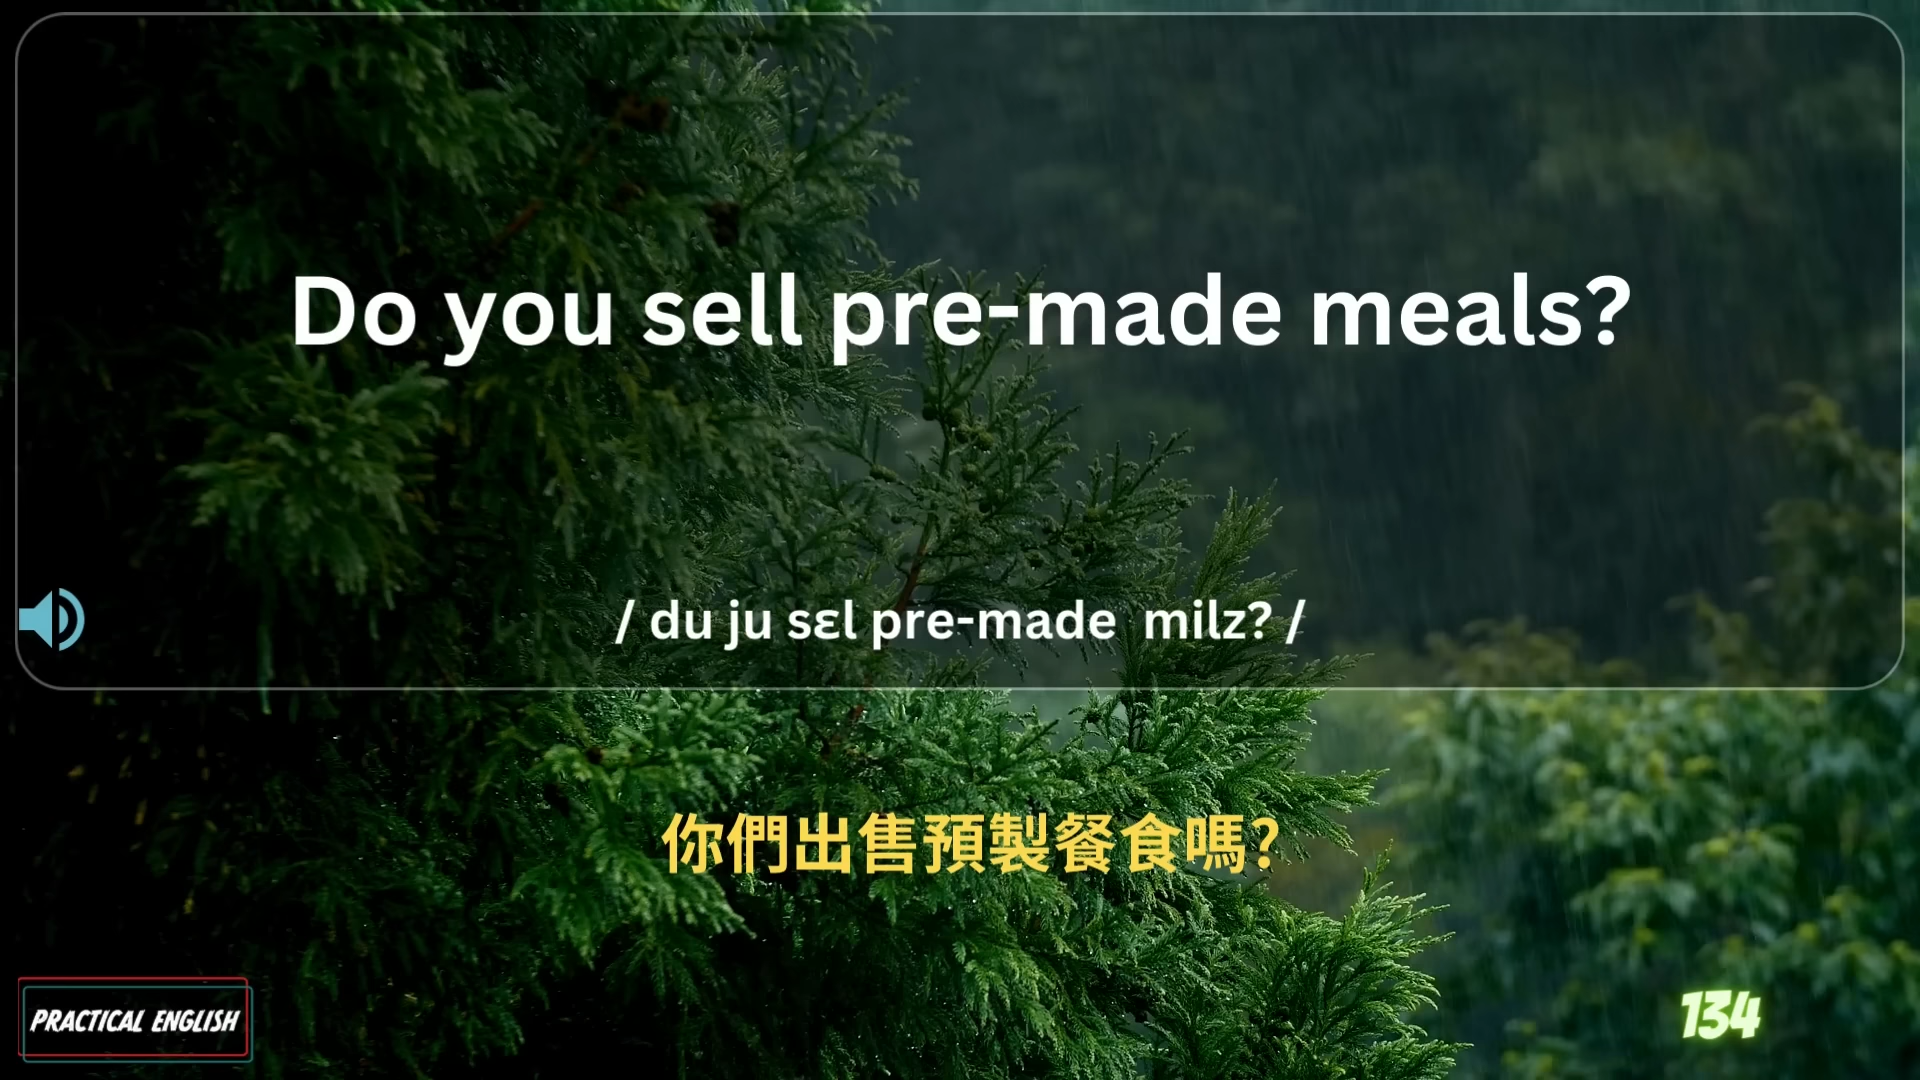 Do you sell pre-made meals?
/ du ju sɛl pre-made milz? /
你們出售預製餐食嗎?
PRACTICAL ENGLISH
134